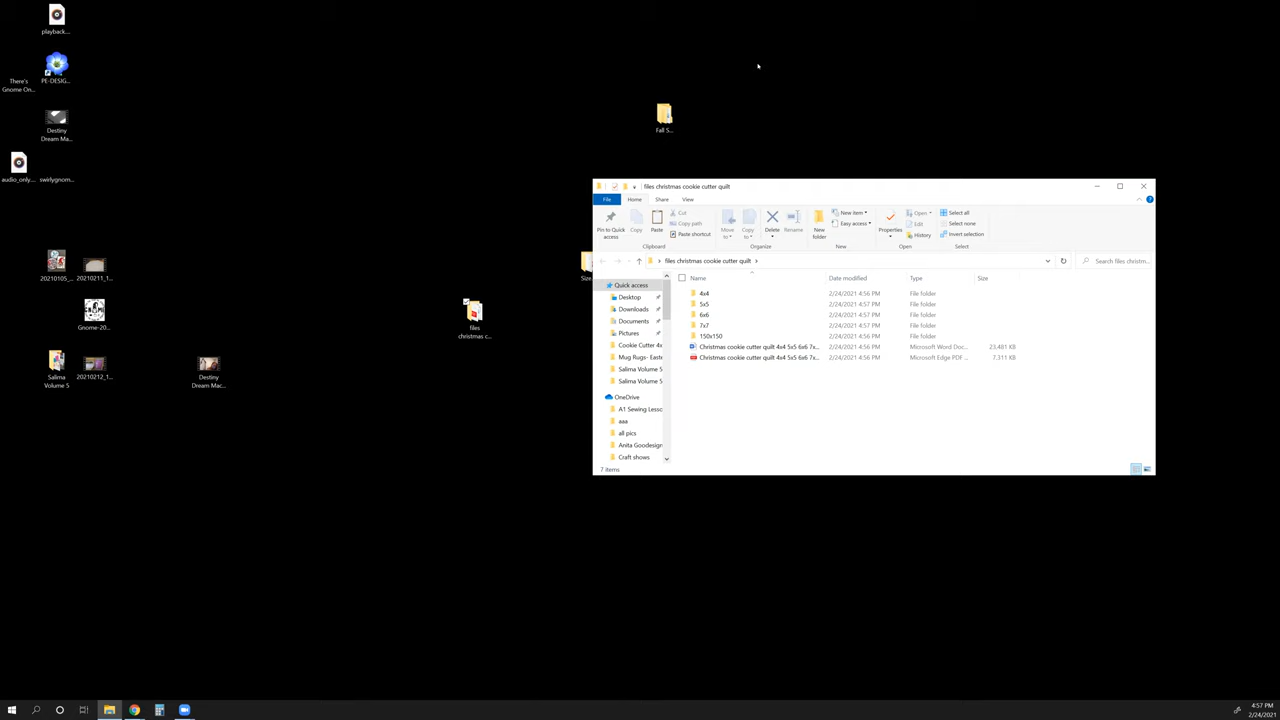 playback....
There's
Gnome On...
PE-DESIG...
Destiny
Dream Ma...
audio_only....
swirlygnom...
20210105_...
20210211_1...
Gnome-20...
Salima
Volume 5
20210212_1...
Destiny
Dream Mac...
files
christmas c...
Size
Fall S...
files christmas cookie cutter quilt
File
Home
Share
View
Pin to Quick
access
Copy
Paste
Cut
Copy path
Paste shortcut
Clipboard
Move
to
Copy
to
Delete
Rename
Organize
New
folder
New item
Easy access
New
Properties
Open
Edit
History
Open
Select all
Select none
Invert selection
Select
files christmas cookie cutter quilt
Search files christm...
Quick access
Desktop
Downloads
Documents
Pictures
Cookie Cutter 4x
Mug Rugs- Easte
Salima Volume 5
Salima Volume 5
OneDrive
A1 Sewing Lesso
aaa
all pics
Anita Goodesign
Craft shows
Name Date modified Type Size
4x4 2/24/2021 4:56 PM File folder
5x5 2/24/2021 4:57 PM File folder
6x6 2/24/2021 4:57 PM File folder
7x7 2/24/2021 4:57 PM File folder
150x150 2/24/2021 4:56 PM File folder
Christmas cookie cutter quilt 4x4 5x5 6x6 7x... 2/24/2021 4:56 PM Microsoft Word Doc... 23,481 KB
Christmas cookie cutter quilt 4x4 5x5 6x6 7x... 2/24/2021 4:56 PM Microsoft Edge PDF ... 7,311 KB
7 items
4:57 PM
2/24/2021